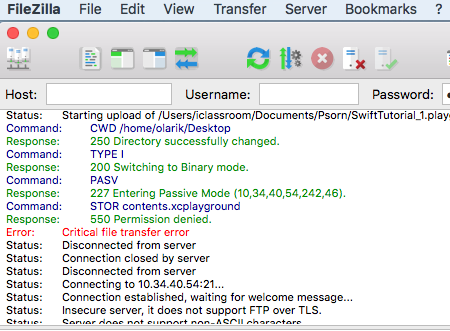 FileZilla File Edit View Transfer Server Bookmarks ?
Host: Username: Password:
Status: Starting upload of /Users/iclassroom/Documents/Psorn/SwiftTutorial_1.playg
Command: CWD /home/olarik/Desktop
Response: 250 Directory successfully changed.
Command: TYPE I
Response: 200 Switching to Binary mode.
Command: PASV
Response: 227 Entering Passive Mode (10,34,40,54,242,46).
Command: STOR contents.xcplayground
Response: 550 Permission denied.
Error: Critical file transfer error
Status: Disconnected from server
Status: Connection closed by server
Status: Disconnected from server
Status: Connecting to 10.34.40.54:21...
Status: Connection established, waiting for welcome message...
Status: Insecure server, it does not support FTP over TLS.
Status: Server does not support non-ASCII characters.